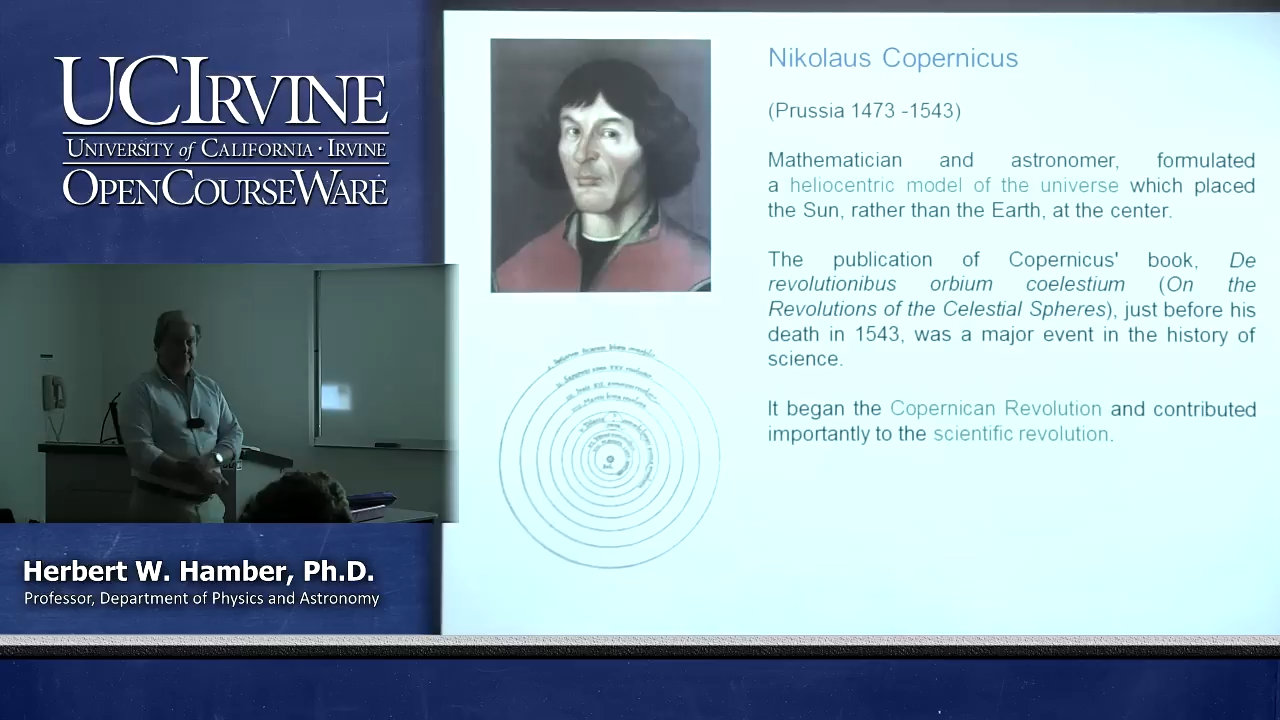 UCIRVINE
UNIVERSITY of CALIFORNIA · IRVINE
OPENCOURSEWARE
Herbert W. Hamber, Ph.D.
Professor, Department of Physics and Astronomy
Nikolaus Copernicus
(Prussia 1473 -1543)
Mathematician and astronomer, formulated
a heliocentric model of the universe which placed
the Sun, rather than the Earth, at the center.
The publication of Copernicus' book, De
revolutionibus orbium coelestium (On the
Revolutions of the Celestial Spheres), just before his
death in 1543, was a major event in the history of
science.
It began the Copernican Revolution and contributed
importantly to the scientific revolution.